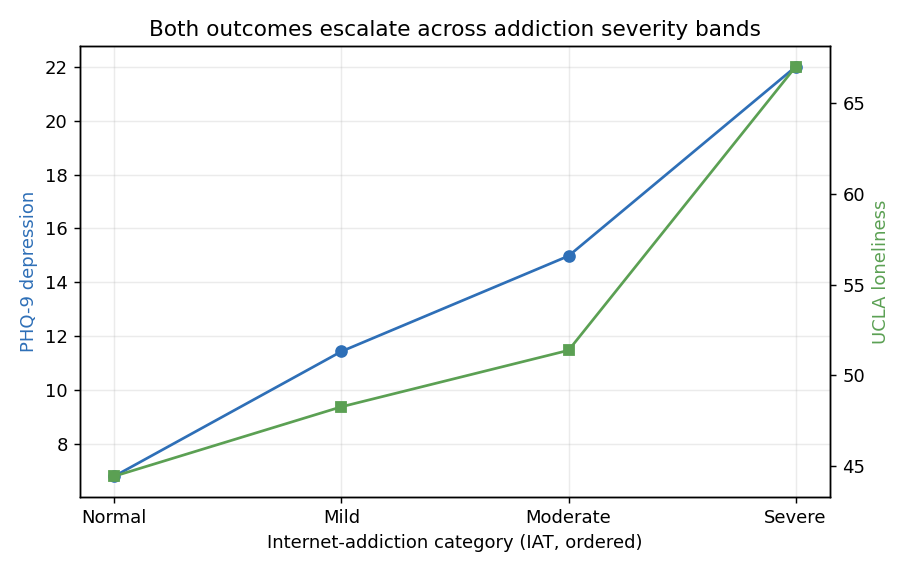 Both outcomes escalate across addiction severity bands
PHQ-9 depression
22
20
18
16
14
12
10
8
65
60
55
50
45
UCLA loneliness
Normal
Mild
Moderate
Severe
Internet-addiction category (IAT, ordered)